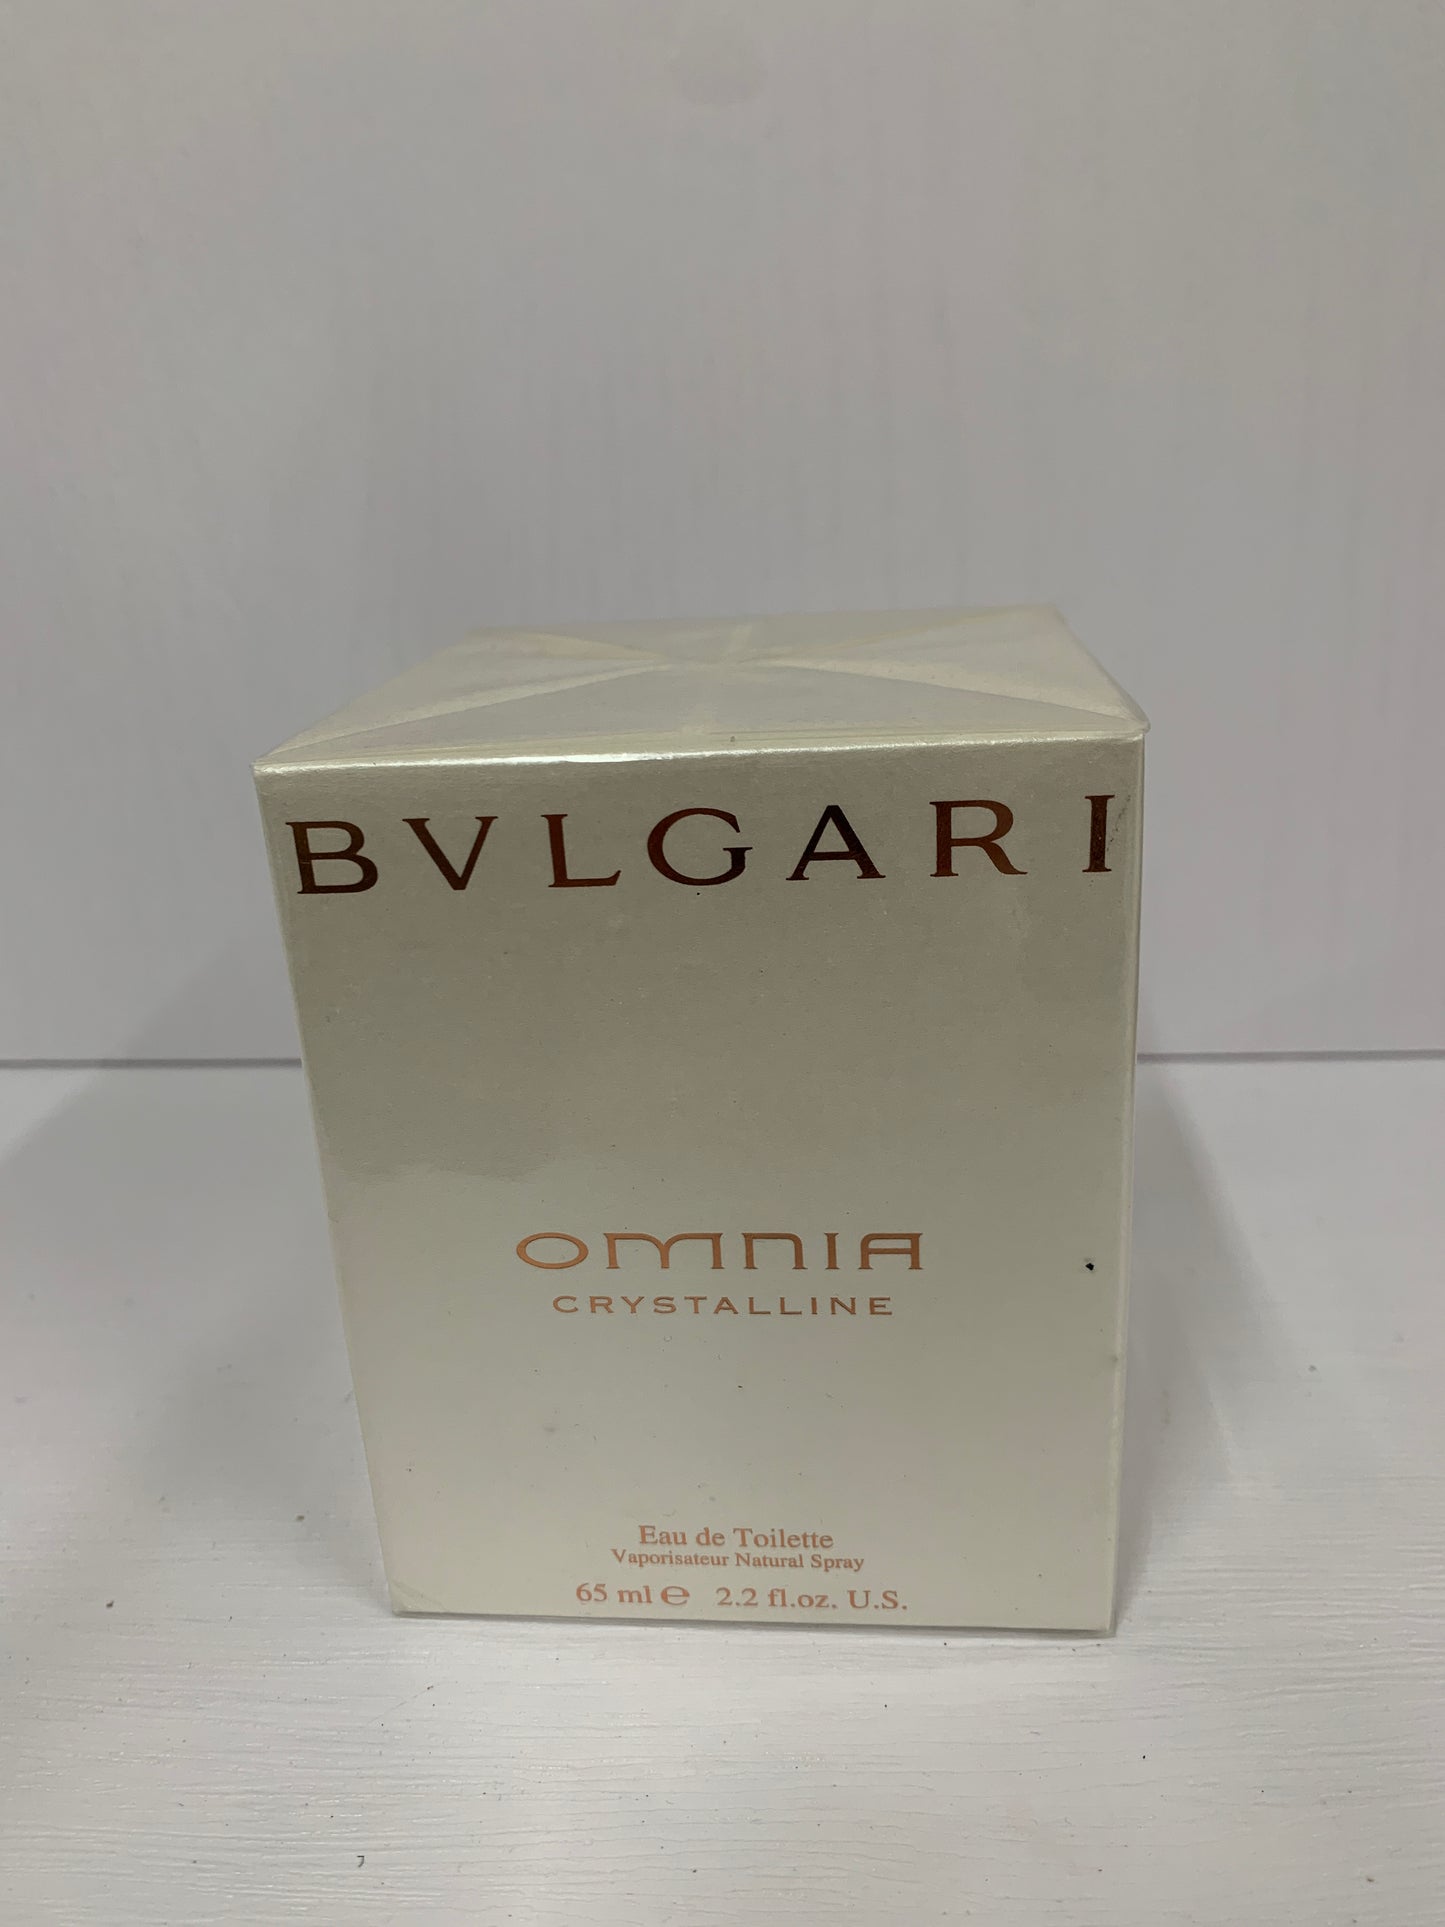 BVLGARI
OMNIA
CRYSTALLINE
Eau de Toilette
Vaporisateur Natural Spray
65 ml ℮ 2.2 fl.oz. U.S.